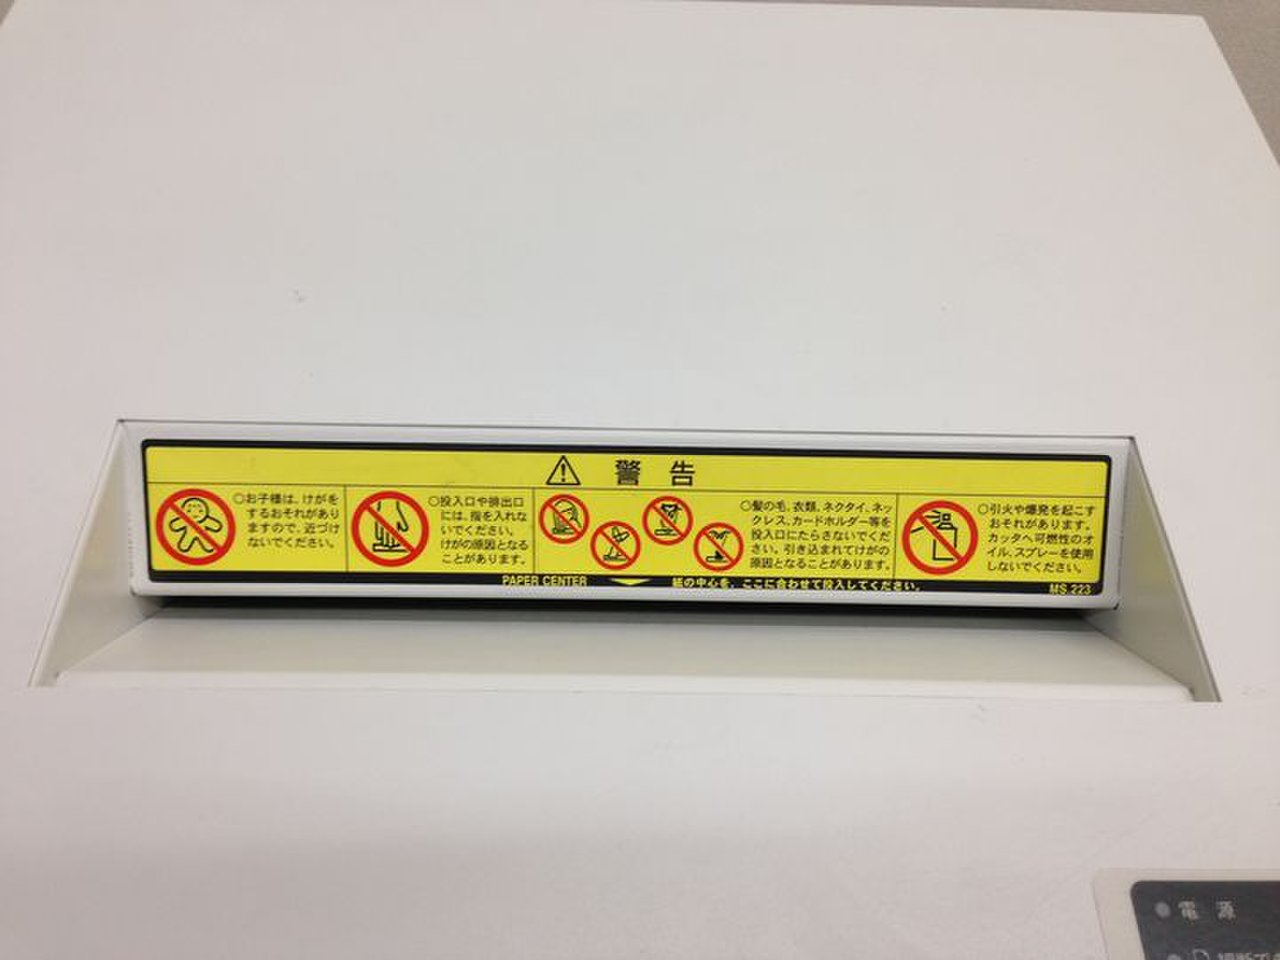 警告
○お子様は、けがを
するおそれがあり
ますので、近づけ
ないでください。
○投入口や排出口
には、指を入れな
いでください。
けがの原因となる
ことがあります。
○髪の毛、衣類、ネクタイ、ネッ
クレス、カードホルダー等を
投入口にたらさないでくだ
さい。引き込まれてけがの
原因となることがあります。
○引火や爆発を起こす
おそれがあります。
カッタへ可燃性のオ
イル、スプレーを使用
しないでください。
PAPER CENTER 紙の中心を、ここに合わせて投入してください。 MS.223
電源